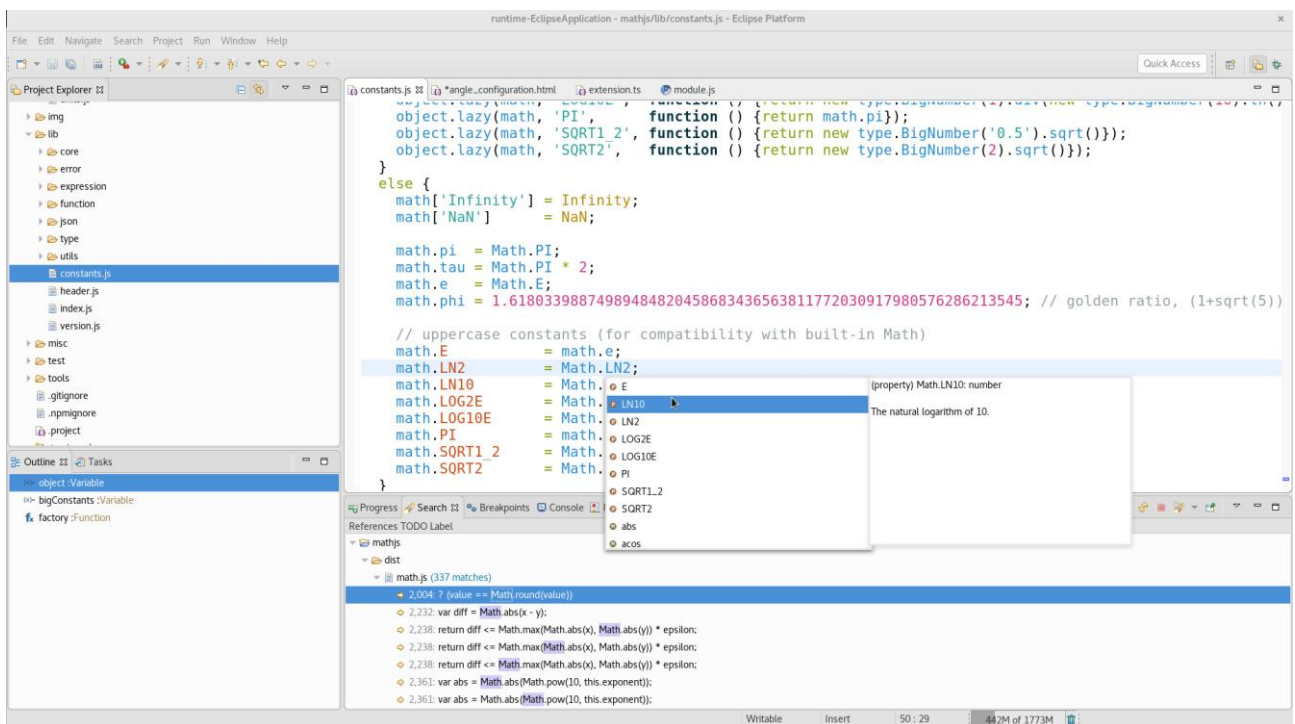 runtime-EclipseApplication - mathjs/lib/constants.js - Eclipse Platform
File Edit Navigate Search Project Run Window Help
Quick Access
Project Explorer
img
lib
core
error
expression
function
json
type
utils
constants.js
header.js
index.js
version.js
misc
test
tools
.gitignore
.npmignore
.project
Outline Tasks
object :Variable
bigConstants :Variable
factory :Function
constants.js *angle_configuration.html extension.ts module.js
object.lazy(math, 'PI', function () {return math.pi});
object.lazy(math, 'SQRT1_2', function () {return new type.BigNumber('0.5').sqrt()});
object.lazy(math, 'SQRT2', function () {return new type.BigNumber(2).sqrt()});
}
else {
math['Infinity'] = Infinity;
math['NaN'] = NaN;
math.pi = Math.PI;
math.tau = Math.PI * 2;
math.e = Math.E;
math.phi = 1.61803398874989484820458683436563811772030917980576286213545; // golden ratio, (1+sqrt(5))
// uppercase constants (for compatibility with built-in Math)
math.E = math.e;
math.LN2 = Math.LN2;
math.LN10 = Math.
math.LOG2E = Math.
math.LOG10E = Math.
math.PI = math.
math.SQRT1_2 = Math.
math.SQRT2 = Math.
}
E
LN10
LN2
LOG2E
LOG10E
PI
SQRT1_2
SQRT2
abs
acos
(property) Math.LN10: number
The natural logarithm of 10.
Progress Search Breakpoints Console
References TODO Label
mathjs
dist
math.js (337 matches)
2,004: ? (value == Math.round(value))
2,232: var diff = Math.abs(x - y);
2,238: return diff <= Math.max(Math.abs(x), Math.abs(y)) * epsilon;
2,238: return diff <= Math.max(Math.abs(x), Math.abs(y)) * epsilon;
2,238: return diff <= Math.max(Math.abs(x), Math.abs(y)) * epsilon;
2,361: var abs = Math.abs(Math.pow(10, this.exponent));
2,361: var abs = Math.abs(Math.pow(10, this.exponent));
Writable Insert 50 : 29 442M of 1773M